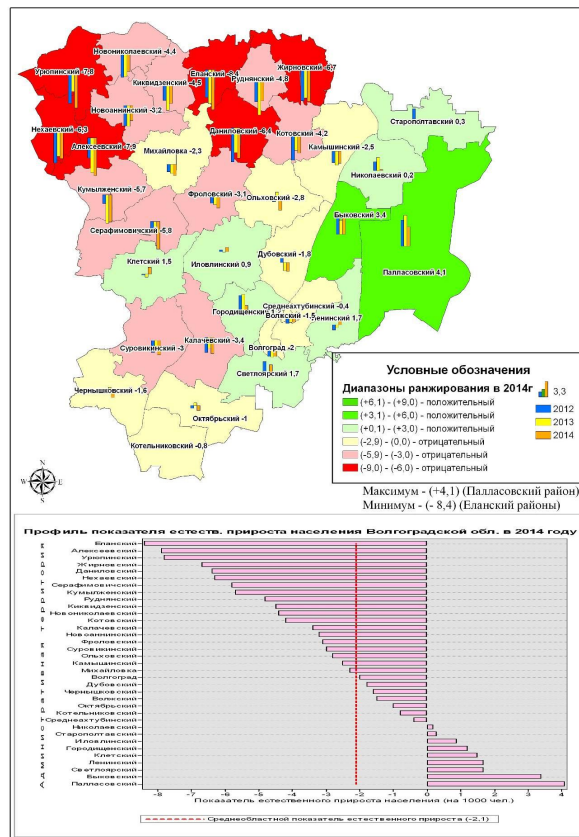 Новониколаевский -4,4
Урюпинский -7,8
Киквидзенский -4,5
Еланский -8,4
Руднянский -4,8
Жирновский -6,7
Новоаннинский -3,2
Нехаевский -6,3
Алексеевский -7,9
Даниловский -6,4
Котовский -4,2
Старополтавский 0,3
Михайловка -2,3
Камышинский -2,5
Николаевский 0,2
Кумылженский -5,7
Фроловский -3,1
Ольховский -2,8
Быковский 3,4
Серафимовичский -5,8
Палласовский 4,1
Клетский 1,5
Иловлинский 0,9
Дубовский -1,8
Городищенский 1,2
Среднеахтубинский -0,4
Волжский -1,5
Ленинский 1,7
Суровикинский -3
Калачёвский -3,4
Волгоград -2
Светлоярский 1,7
Чернышковский -1,6
Октябрьский -1
Котельниковский -0,8
Условные обозначения
Диапазоны ранжирования в 2014г
3,3
(+6,1) - (+9,0) - положительный
2012
(+3,1) - (+6,0) - положительный
2013
(+0,1) - (+3,0) - положительный
2014
(-2,9) - (0,0) - отрицательный
(-5,9) - (-3,0) - отрицательный
(-9,0) - (-6,0) - отрицательный
N
W E
S
Максимум - (+4,1) (Палласовский район)
Минимум - (- 8,4) (Еланский районы)
Профиль показателя естеств. прироста населения Волгоградской обл. в 2014 году
Еланский
Алексеевский
Урюпинский
Жирновский
Даниловский
Нехаевский
Серафимовичский
Кумылженский
Руднянский
Киквидзенский
Новониколаевский
Котовский
Калачевский
Новоаннинский
Фроловский
Суровикинский
Ольховский
Камышинский
Михайловка
Волгоград
Дубовский
Чернышковский
Волжский
Октябрьский
Котельниковский
Среднеахтубинский
Николаевский
Старополтавский
Иловлинский
Городищенский
Клетский
Ленинский
Светлоярский
Быковский
Палласовский
-8 -7 -6 -5 -4 -3 -2 -1 0 1 2 3 4
Показатель естественного прироста населения (на 1000 чел.)
Среднеобластной показатель естественного прироста (-2.1)